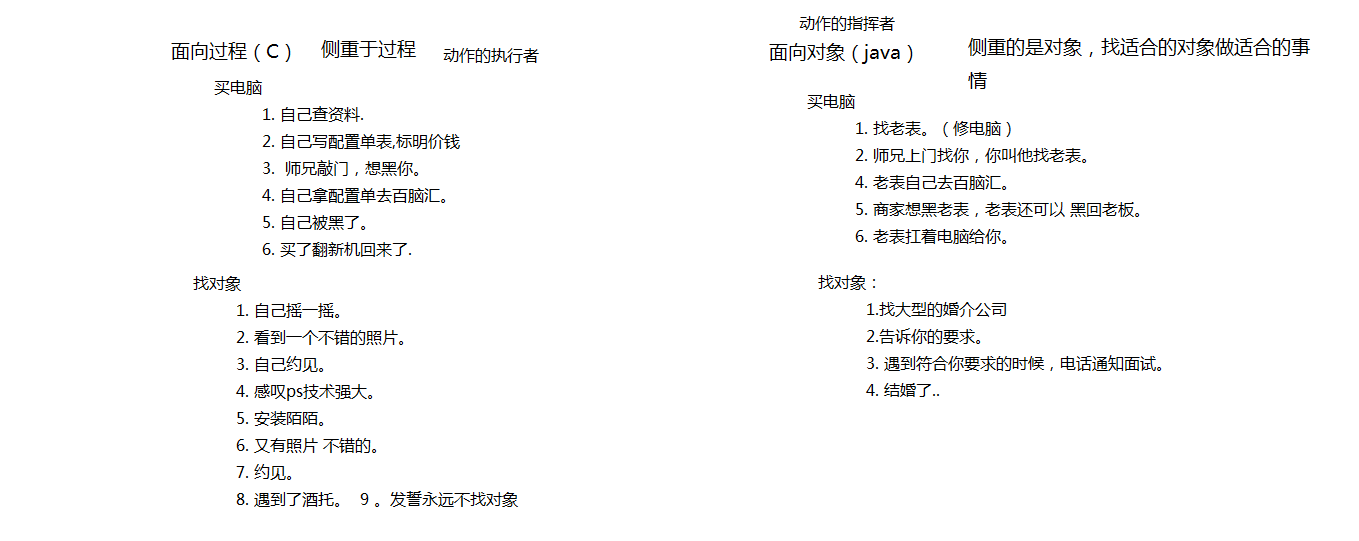 面向过程（C） 侧重于过程 动作的执行者
买电脑
1. 自己查资料.
2. 自己写配置单表,标明价钱
3. 师兄敲门，想黑你。
4. 自己拿配置单去百脑汇。
5. 自己被黑了。
6. 买了翻新机回来了.
找对象
1. 自己摇一摇。
2. 看到一个不错的照片。
3. 自己约见。
4. 感叹ps技术强大。
5. 安装陌陌。
6. 又有照片 不错的。
7. 约见。
8. 遇到了酒托。 9 。发誓永远不找对象
动作的指挥者
面向对象（java） 侧重的是对象，找适合的对象做适合的事
情
买电脑
1. 找老表。（修电脑）
2. 师兄上门找你，你叫他找老表。
4. 老表自己去百脑汇。
5. 商家想黑老表，老表还可以 黑回老板。
6. 老表扛着电脑给你。
找对象：
1.找大型的婚介公司
2.告诉你的要求。
3. 遇到符合你要求的时候，电话通知面试。
4. 结婚了..